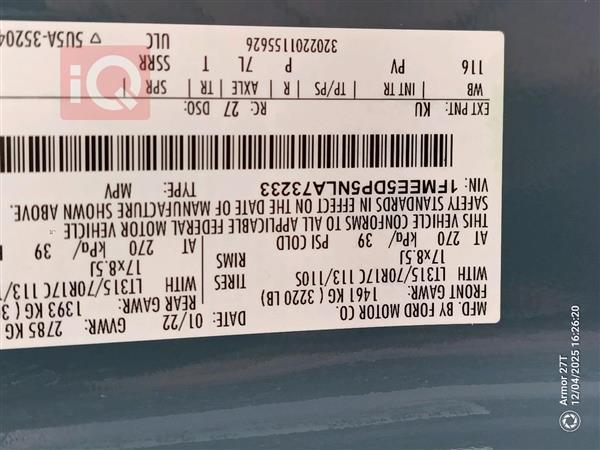 MFD. BY FORD MOTOR CO.
DATE: 01/22 GVWR: 2785 KG
FRONT GAWR: 1461 KG ( 3220 LB) REAR GAWR: 1393 KG
WITH LT315/70R17C 113/110S TIRES WITH LT315/70R17C 113/
17x8.5J RIMS 17x8.5J
AT 270 kPa/ 39 PSI COLD AT 270 kPa/ 39
THIS VEHICLE CONFORMS TO ALL APPLICABLE FEDERAL MOTOR VEHICLE
SAFETY STANDARDS IN EFFECT ON THE DATE OF MANUFACTURE SHOWN ABOVE.
VIN: 1FMEE5DP5NLA73233 TYPE: MPV
EXT PNT: KU RC: 27 DSO:
WB INT TR TP/PS R AXLE TR SPR
116 PV P 7L T SSRR
3202201155626 ULC ▽ 5U5A-35204
iQ
Armor 27T
12/04/2025 16:26:20